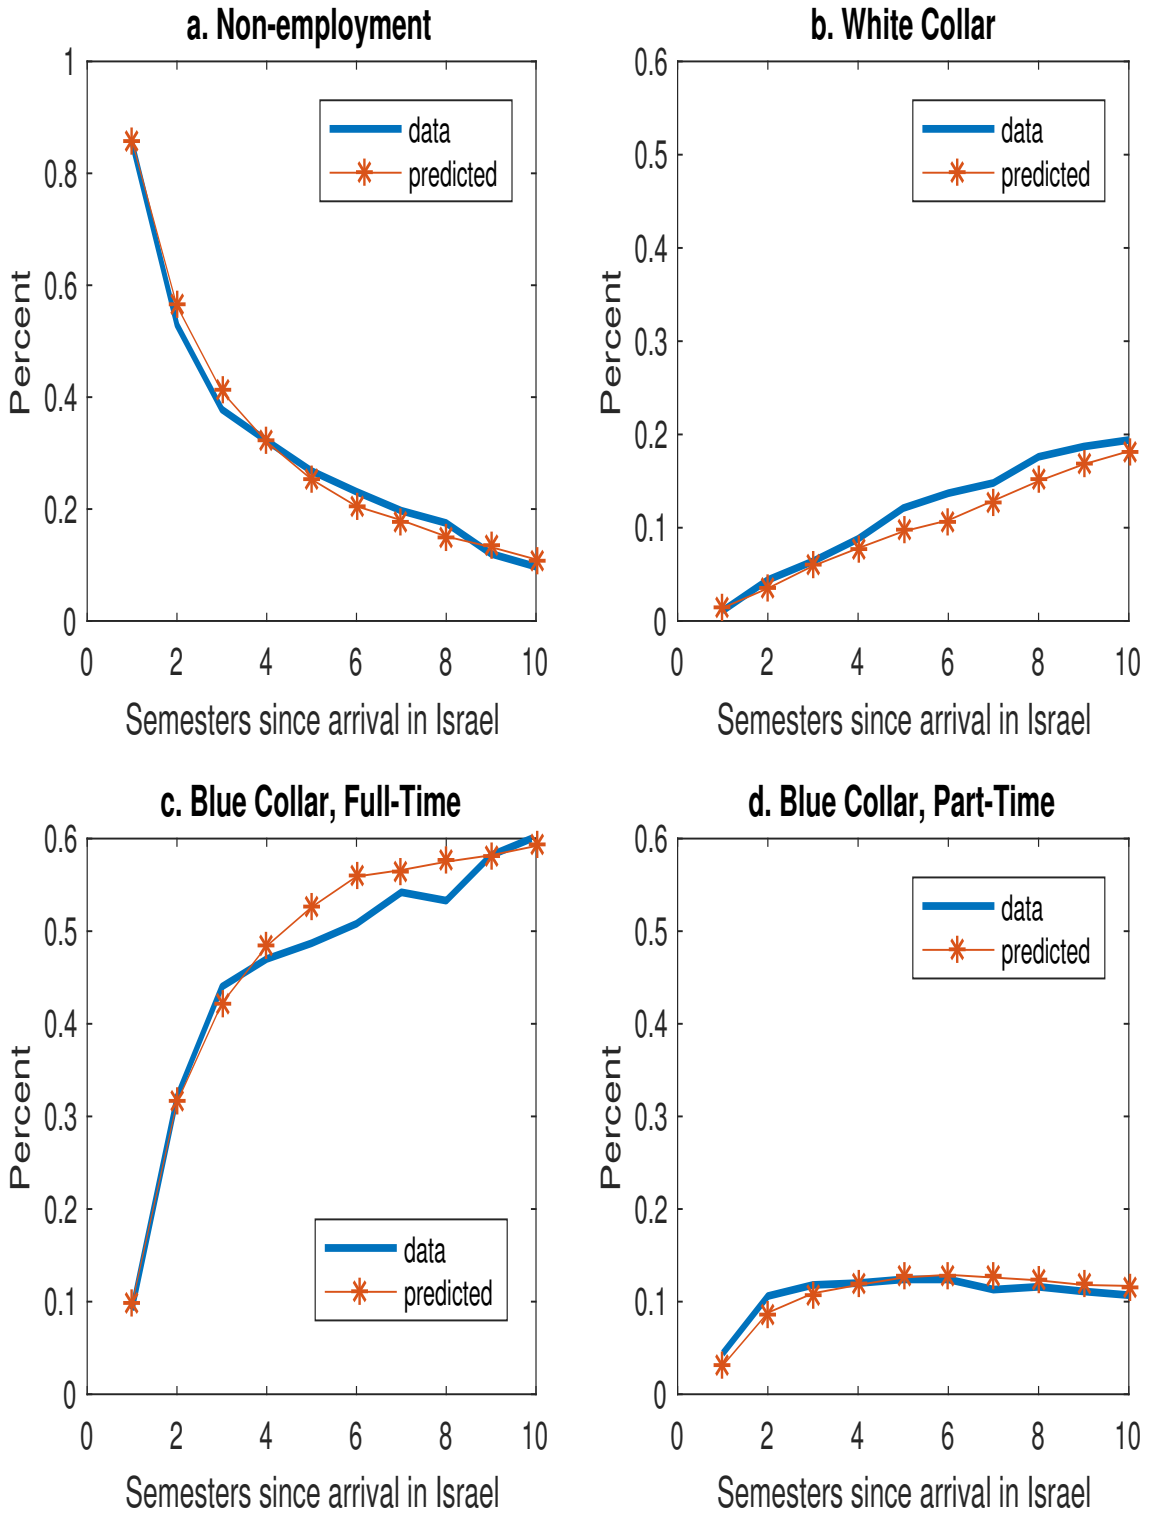 a. Non-employment
1
0.8
0.6
0.4
0.2
0
Percent
data
predicted
0 2 4 6 8 10
Semesters since arrival in Israel
b. White Collar
0.6
0.5
0.4
0.3
0.2
0.1
0
Percent
data
predicted
0 2 4 6 8 10
Semesters since arrival in Israel
c. Blue Collar, Full-Time
0.6
0.5
0.4
0.3
0.2
0.1
0
Percent
data
predicted
0 2 4 6 8 10
Semesters since arrival in Israel
d. Blue Collar, Part-Time
0.6
0.5
0.4
0.3
0.2
0.1
0
Percent
data
predicted
0 2 4 6 8 10
Semesters since arrival in Israel